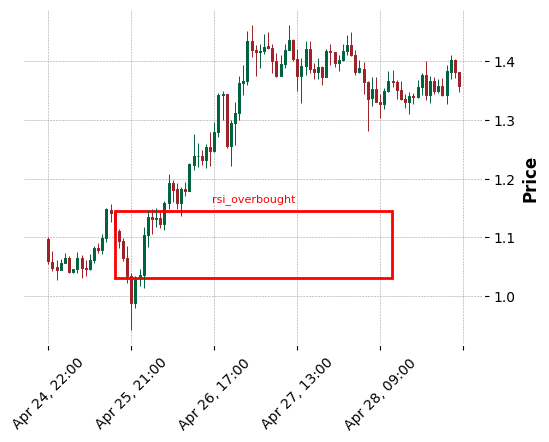 1.4
1.3
rsi_overbought
1.2
1.1
1.0
Price
Apr 24, 22:00
Apr 25, 21:00
Apr 26, 17:00
Apr 27, 13:00
Apr 28, 09:00